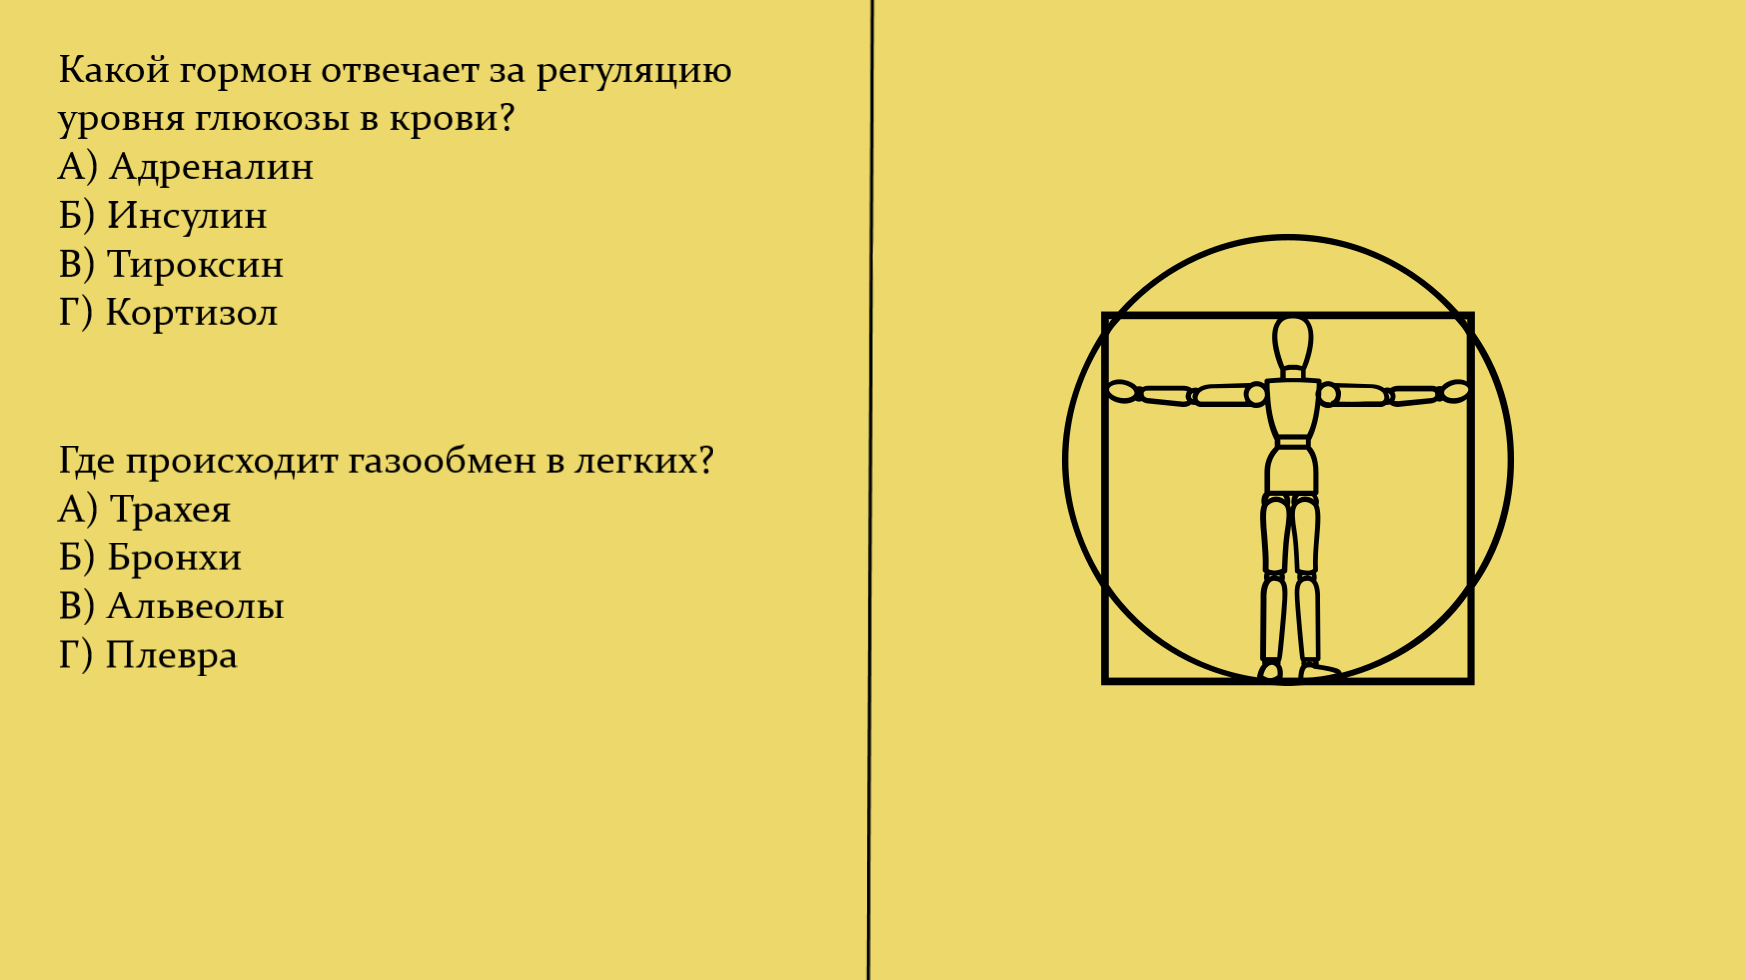 Какой гормон отвечает за регуляцию
уровня глюкозы в крови?
А) Адреналин
Б) Инсулин
В) Тироксин
Г) Кортизол
Где происходит газообмен в легких?
А) Трахея
Б) Бронхи
В) Альвеолы
Г) Плевра